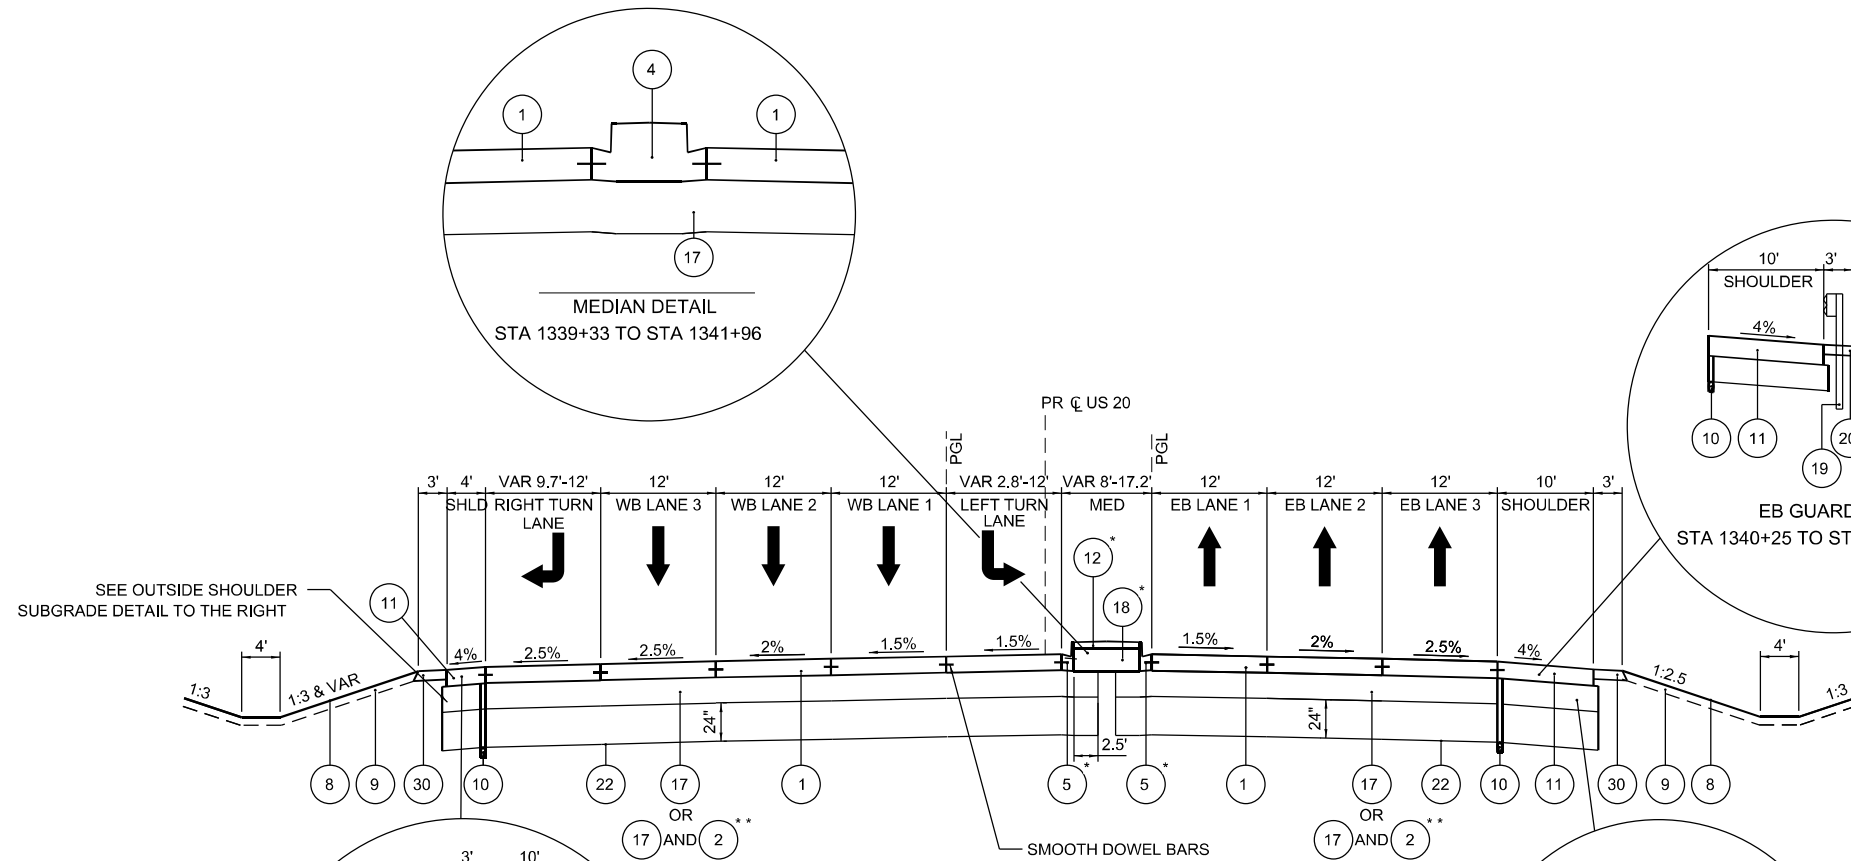 4
1
1
17
MEDIAN DETAIL
STA 1339+33 TO STA 1341+96
10'
3'
SHOULDER
4%
10
11
19
20
EB GUARD
STA 1340+25 TO ST
PR ℄ US 20
PGL
PGL
3'
4'
VAR 9.7'-12'
12'
12'
12'
VAR 2.8'-12'
VAR 8'-17.2'
12'
12'
12'
10'
3'
SHLD
RIGHT TURN
LANE
WB LANE 3
WB LANE 2
WB LANE 1
LEFT TURN
LANE
MED
EB LANE 1
EB LANE 2
EB LANE 3
SHOULDER
12*
18*
SEE OUTSIDE SHOULDER
SUBGRADE DETAIL TO THE RIGHT
11
4'
4%
2.5%
2.5%
2%
1.5%
1.5%
1.5%
2%
2.5%
4%
4'
1:3
1:3 & VAR
1:2.5
1:3
24"
24"
2.5'
8
9
30
10
22
17
1
5*
5*
1
17
22
10
11
30
9
8
OR
17 AND 2**
OR
17 AND 2**
SMOOTH DOWEL BARS
3'
10'